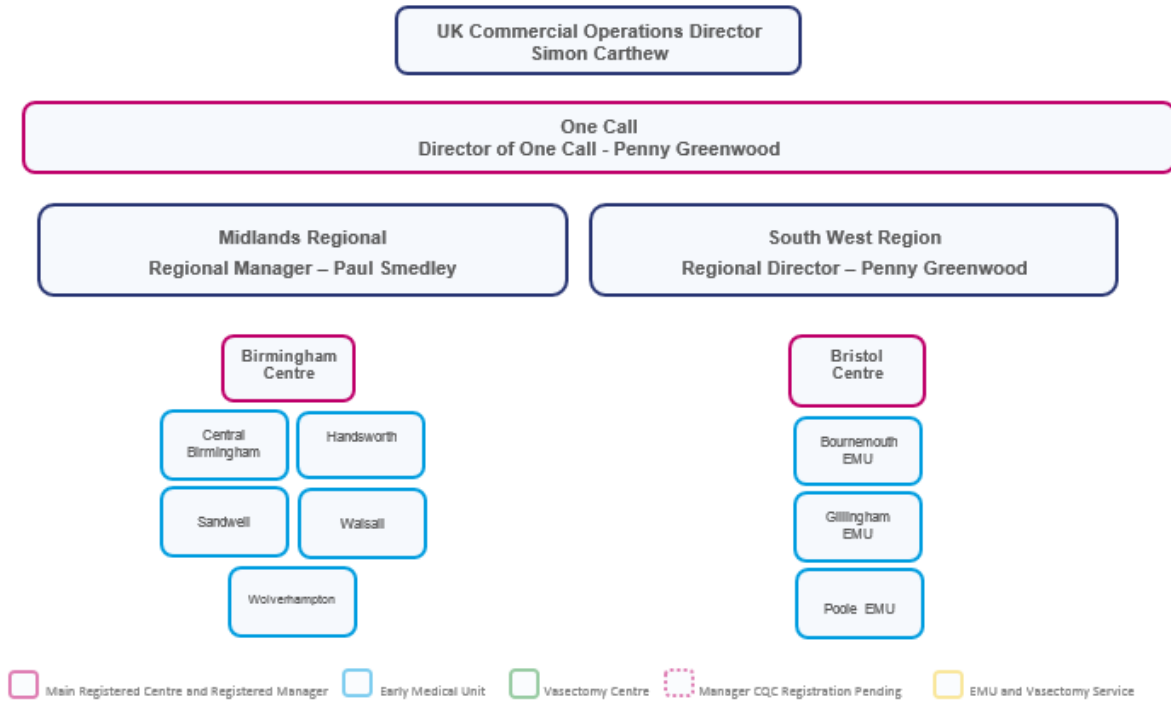 UK Commercial Operations Director
Simon Carthew
One Call
Director of One Call - Penny Greenwood
Midlands Regional
Regional Manager – Paul Smedley
South West Region
Regional Director – Penny Greenwood
Birmingham
Centre
Central
Birmingham
Handsworth
Sandwell
Walsall
Wolverhampton
Bristol
Centre
Bournemouth
EMU
Gillingham
EMU
Poole EMU
Main Registered Centre and Registered Manager
Early Medical Unit
Vasectomy Centre
Manager CQC Registration Pending
EMU and Vasectomy Service